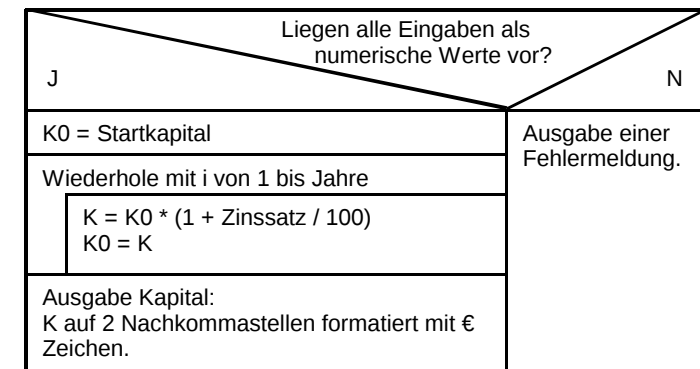 Liegen alle Eingaben als
numerische Werte vor?
J
N
K0 = Startkapital
Ausgabe einer
Fehlermeldung.
Wiederhole mit i von 1 bis Jahre
K = K0 * (1 + Zinssatz / 100)
K0 = K
Ausgabe Kapital:
K auf 2 Nachkommastellen formatiert mit €
Zeichen.